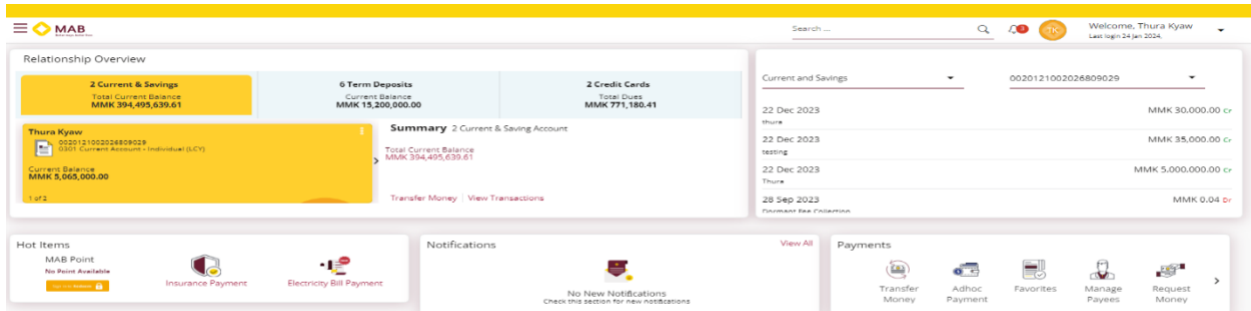 MAB
Search ...
3
TK
Welcome, Thura Kyaw
Last login 24 Jan 2024,
Relationship Overview
2 Current & Savings
Total Current Balance
MMK 394,495,639.61
6 Term Deposits
Current Balance
MMK 15,200,000.00
2 Credit Cards
Total Dues
MMK 771,180.41
Thura Kyaw
0020121002026809029
0301 Current Account - Individual (LCY)
Current Balance
MMK 5,065,000.00
1 of 2
Summary 2 Current & Saving Account
Total Current Balance
MMK 394,495,639.61
Transfer Money | View Transactions
Current and Savings
0020121002026809029
22 Dec 2023 MMK 30,000.00 Cr
thura
22 Dec 2023 MMK 35,000.00 Cr
testing
22 Dec 2023 MMK 5,000,000.00 Cr
Thura
28 Sep 2023 MMK 0.04 Dr
Dormant Fee Collection
Hot Items
MAB Point
No Point Available
Insurance Payment
Electricity Bill Payment
Notifications
View All
No New Notifications
Check this section for new notifications
Payments
Transfer Money
Adhoc Payment
Favorites
Manage Payees
Request Money